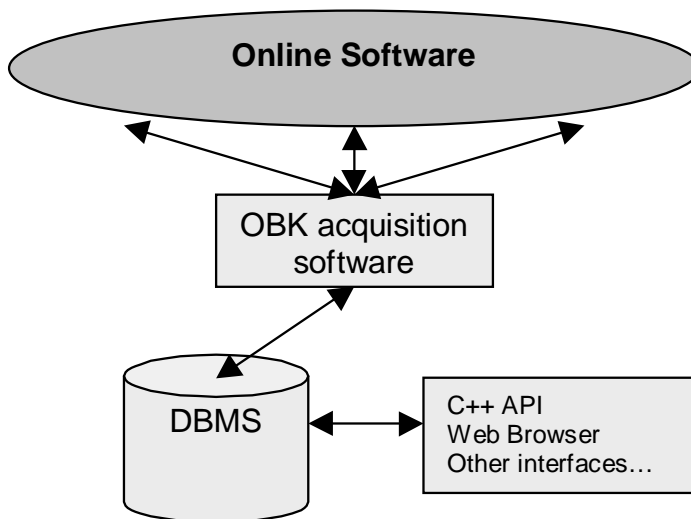 Online Software
OBK acquisition
software
DBMS
C++ API
Web Browser
Other interfaces…